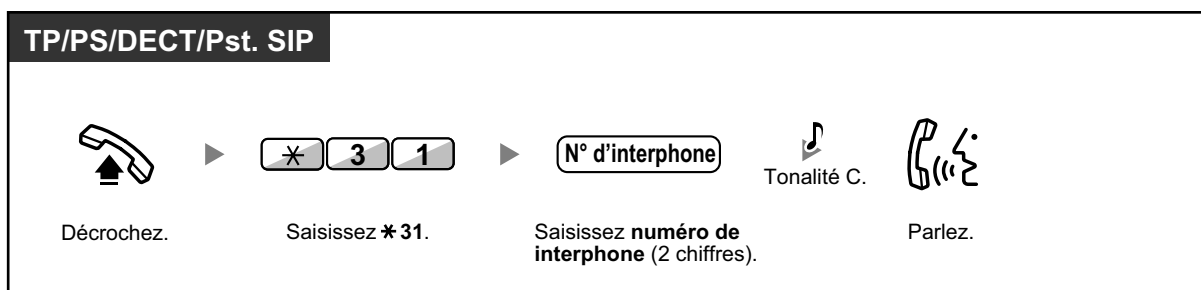 TP/PS/DECT/Pst. SIP
✳ 3 1
N° d’interphone
Tonalité C.
Décrochez.
Saisissez ✳ 31.
Saisissez numéro de
interphone (2 chiffres).
Parlez.